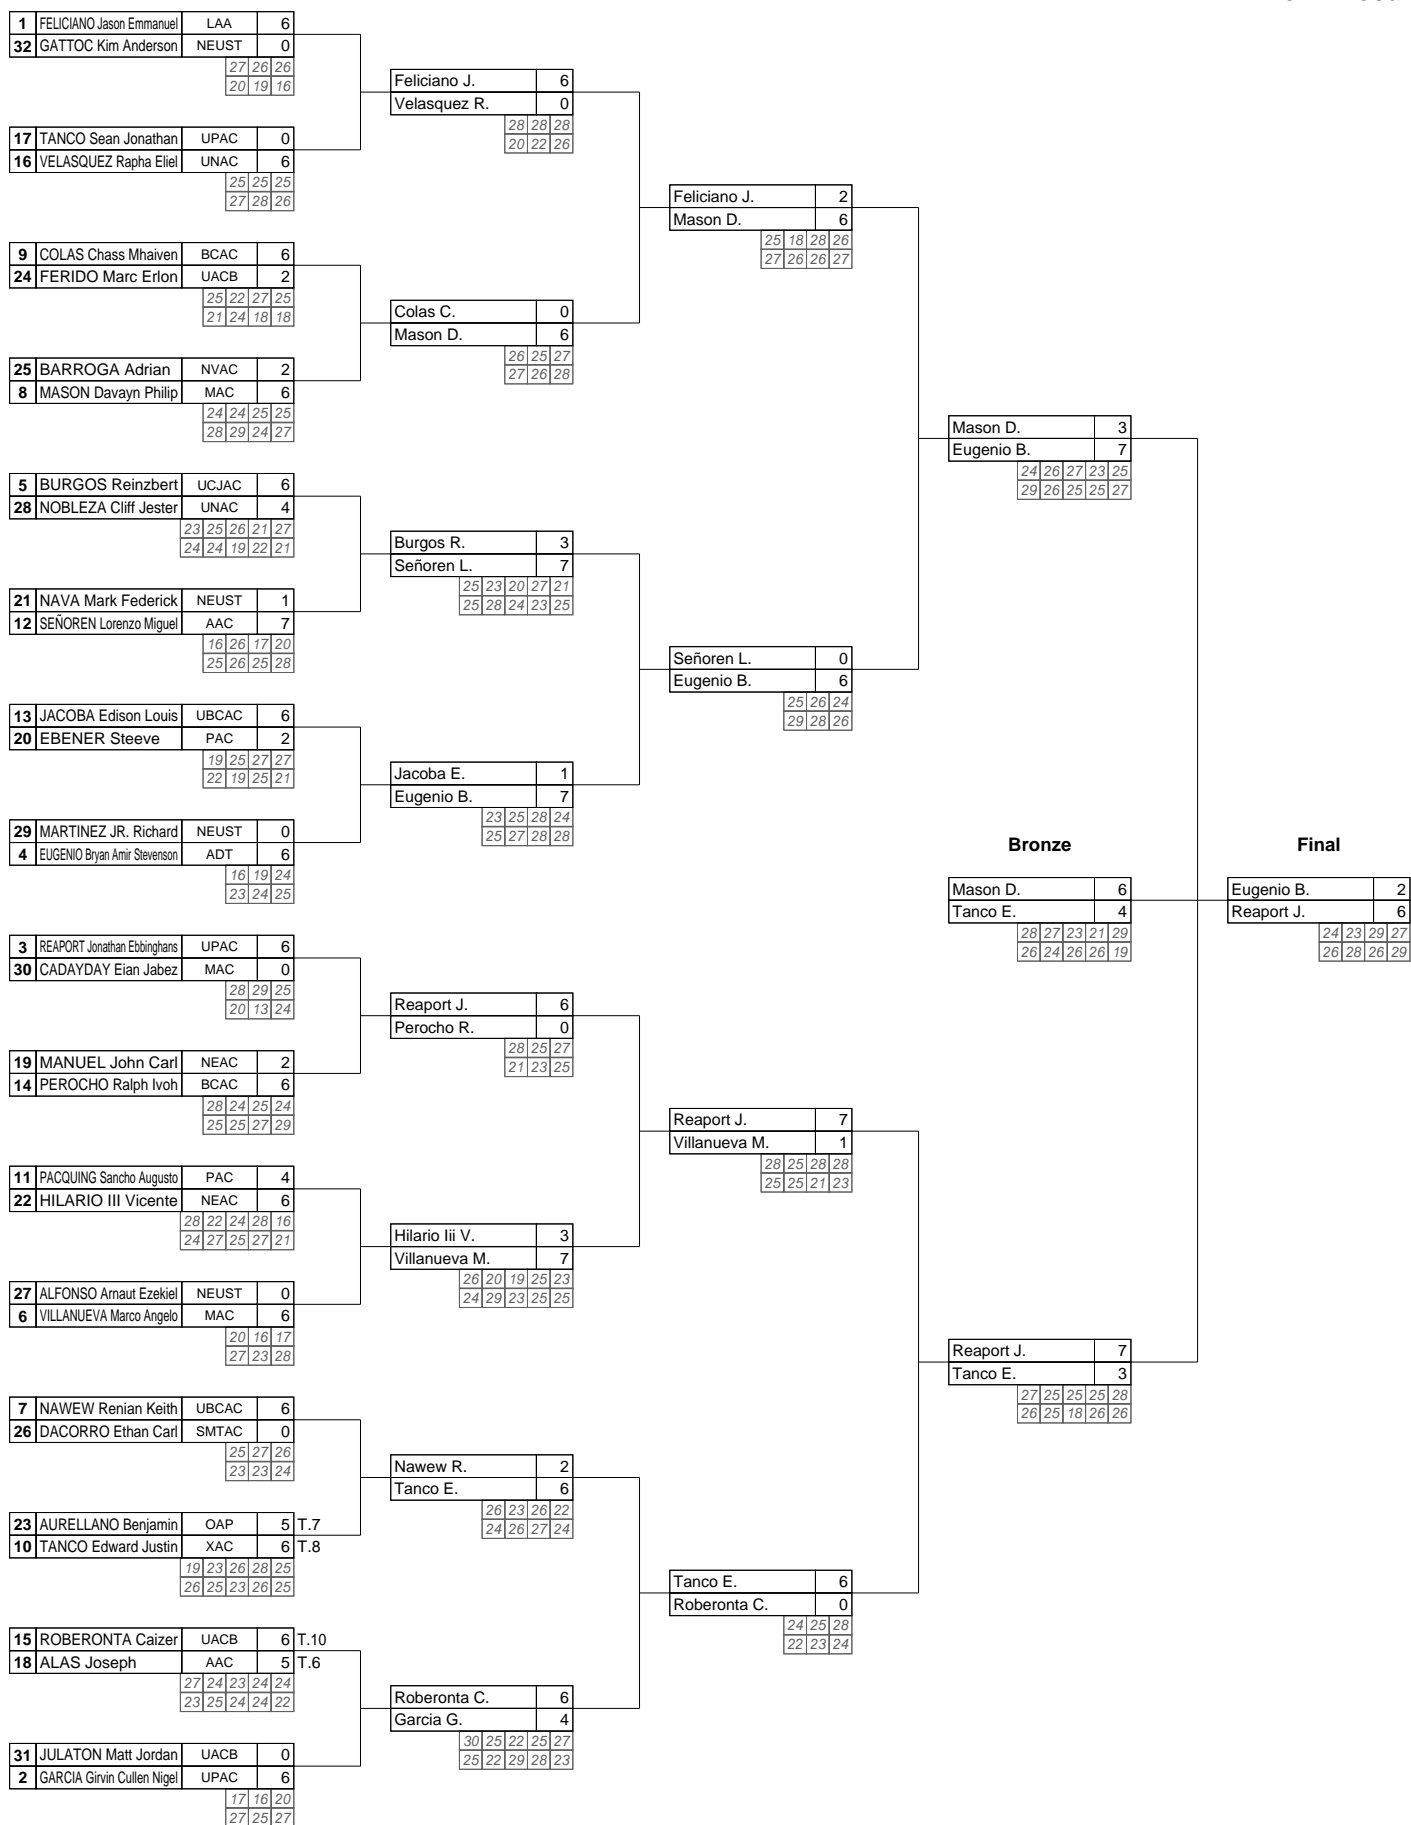 1 FELICIANO Jason Emmanuel LAA 6
32 GATTOC Kim Anderson NEUST 0
27 26 26
20 19 16
Feliciano J. 6
Velasquez R. 0
28 28 28
20 22 26
17 TANCO Sean Jonathan UPAC 0
16 VELASQUEZ Rapha Eliel UNAC 6
25 25 25
27 28 26
Feliciano J. 2
Mason D. 6
25 18 28 26
27 26 26 27
9 COLAS Chass Mhaiven BCAC 6
24 FERIDO Marc Erlon UACB 2
25 22 27 25
21 24 18 18
Colas C. 0
Mason D. 6
26 25 27
27 26 28
25 BARROGA Adrian NVAC 2
8 MASON Davayn Philip MAC 6
24 24 25 25
28 29 24 27
Mason D. 3
Eugenio B. 7
24 26 27 23 25
29 26 25 25 27
5 BURGOS Reinzbert UCJAC 6
28 NOBLEZA Cliff Jester UNAC 4
23 25 26 21 27
24 24 19 22 21
Burgos R. 3
Señoren L. 7
25 23 20 27 21
25 28 24 23 25
21 NAVA Mark Federick NEUST 1
12 SEÑOREN Lorenzo Miguel AAC 7
16 26 17 20
25 26 25 28
Señoren L. 0
Eugenio B. 6
25 26 24
29 28 26
13 JACOBA Edison Louis UBCAC 6
20 EBENER Steeve PAC 2
19 25 27 27
22 19 25 21
Jacoba E. 1
Eugenio B. 7
23 25 28 24
25 27 28 28
29 MARTINEZ JR. Richard NEUST 0
4 EUGENIO Bryan Amir Stevenson ADT 6
16 19 24
23 24 25
Bronze Final
Mason D. 6 Eugenio B. 2
Tanco E. 4 Reaport J. 6
28 27 23 21 29 24 23 29 27
26 24 26 26 19 26 28 26 29
3 REAPORT Jonathan Ebbinghans UPAC 6
30 CADAYDAY Eian Jabez MAC 0
28 29 25
20 13 24
Reaport J. 6
Perocho R. 0
28 25 27
21 23 25
19 MANUEL John Carl NEAC 2
14 PEROCHO Ralph Ivoh BCAC 6
28 24 25 24
25 25 27 29
Reaport J. 7
Villanueva M. 1
28 25 28 28
25 25 21 23
11 PACQUING Sancho Augusto PAC 4
22 HILARIO III Vicente NEAC 6
28 22 24 28 16
24 27 25 27 21
Hilario Iii V. 3
Villanueva M. 7
26 20 19 25 23
24 29 23 25 25
27 ALFONSO Arnaut Ezekiel NEUST 0
6 VILLANUEVA Marco Angelo MAC 6
20 16 17
27 23 28
Reaport J. 7
Tanco E. 3
27 25 25 25 28
26 25 18 26 26
7 NAWEW Renian Keith UBCAC 6
26 DACORRO Ethan Carl SMTAC 0
25 27 26
23 23 24
Nawew R. 2
Tanco E. 6
26 23 26 22
24 26 27 24
23 AURELLANO Benjamin OAP 5 T.7
10 TANCO Edward Justin XAC 6 T.8
19 23 26 28 25
26 25 23 26 25
Tanco E. 6
Roberonta C. 0
24 25 28
22 23 24
15 ROBERONTA Caizer UACB 6 T.10
18 ALAS Joseph AAC 5 T.6
27 24 23 24 24
23 25 24 24 22
Roberonta C. 6
Garcia G. 4
30 25 22 25 27
25 22 29 28 23
31 JULATON Matt Jordan UACB 0
2 GARCIA Girvin Cullen Nigel UPAC 6
17 16 20
27 25 27